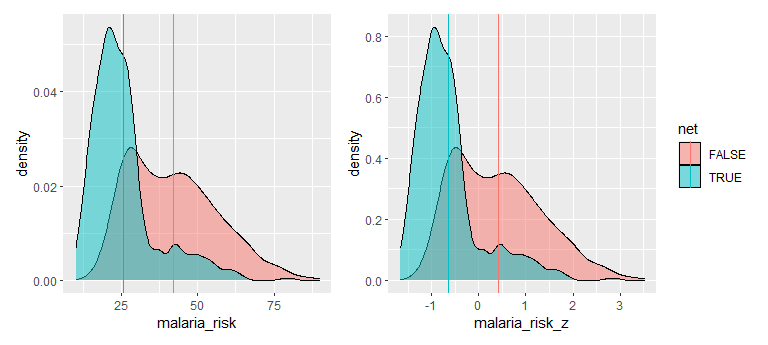 density
0.04
0.02
0.00
25 50 75
malaria_risk
density
0.8
0.6
0.4
0.2
0.0
-1 0 1 2 3
malaria_risk_z
net
FALSE
TRUE